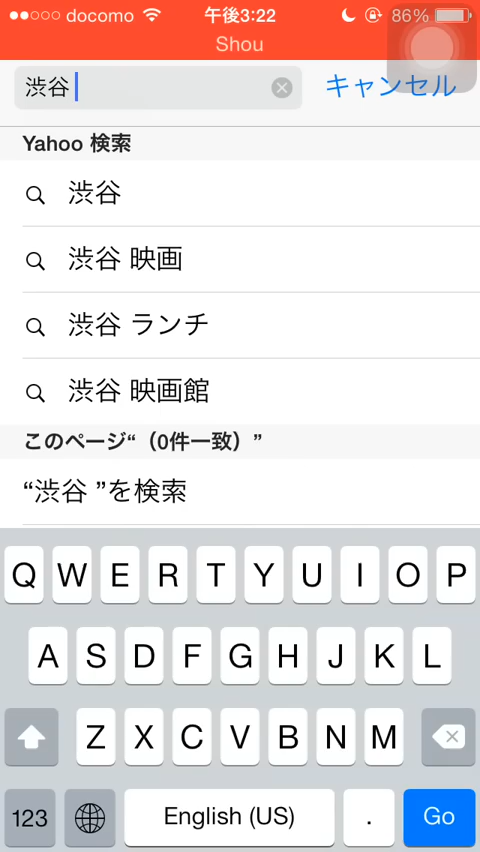 docomo 午後3:22 86%
Shou
渋谷 キャンセル
Yahoo 検索
渋谷
渋谷 映画
渋谷 ランチ
渋谷 映画館
このページ“（0件一致）”
“渋谷 ”を検索
Q W E R T Y U I O P
A S D F G H J K L
Z X C V B N M
123 English (US) . Go